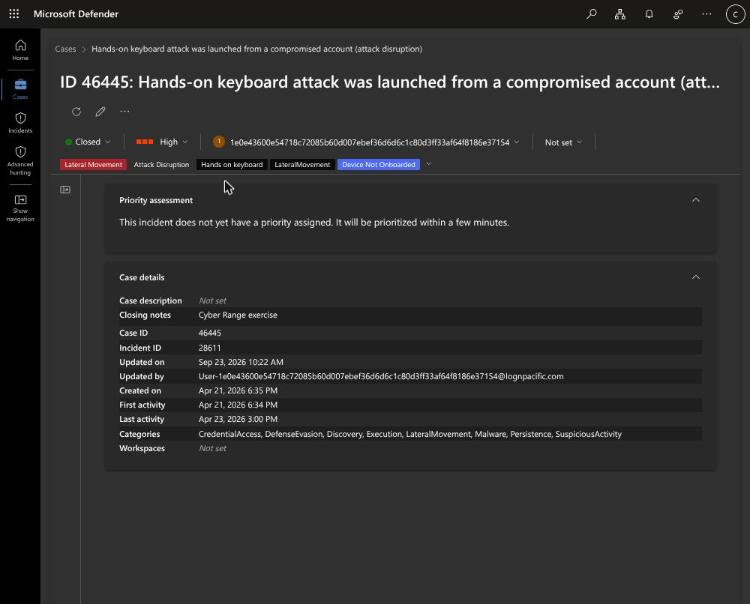 Microsoft Defender
C
Home
Cases
Incidents
Advanced
hunting
Show
navigation
Cases > Hands-on keyboard attack was launched from a compromised account (attack disruption)
ID 46445: Hands-on keyboard attack was launched from a compromised account (att...
Closed High 1 1e0e43600e54718c72085b60d007ebef36d6d6c1c80d3ff33af64f8186e37154 Not set
Lateral Movement Attack Disruption Hands on keyboard LateralMovement Device Not Onboarded
Priority assessment
This incident does not yet have a priority assigned. It will be prioritized within a few minutes.
Case details
Case description Not set
Closing notes Cyber Range exercise
Case ID 46445
Incident ID 28611
Updated on Sep 23, 2026 10:22 AM
Updated by User-1e0e43600e54718c72085b60d007ebef36d6d6c1c80d3ff33af64f8186e37154@lognpacific.com
Created on Apr 21, 2026 6:35 PM
First activity Apr 21, 2026 6:34 PM
Last activity Apr 23, 2026 3:00 PM
Categories CredentialAccess, DefenseEvasion, Discovery, Execution, LateralMovement, Malware, Persistence, SuspiciousActivity
Workspaces Not set